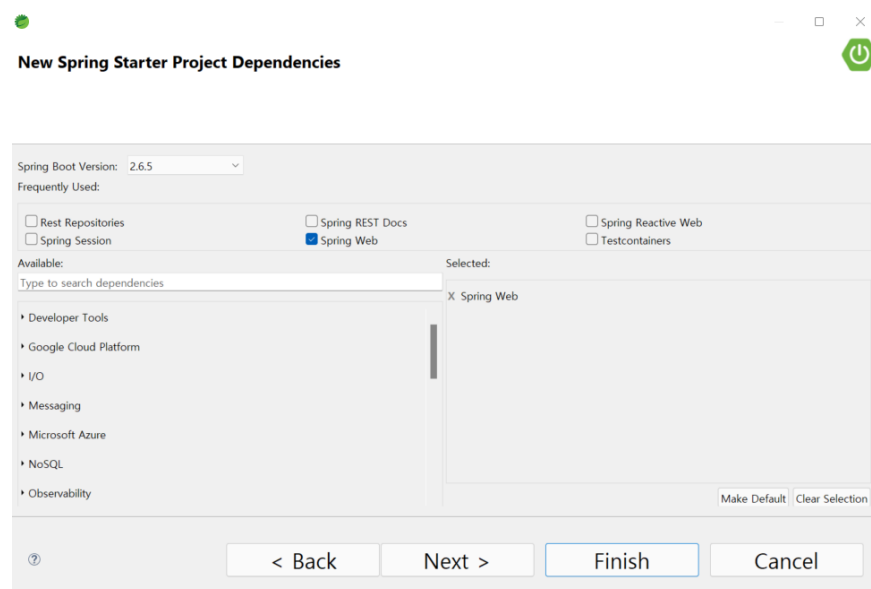 New Spring Starter Project Dependencies
Spring Boot Version: 2.6.5
Frequently Used:
Rest Repositories Spring REST Docs Spring Reactive Web
Spring Session Spring Web Testcontainers
Available: Selected:
Type to search dependencies
X Spring Web
Developer Tools
Google Cloud Platform
I/O
Messaging
Microsoft Azure
NoSQL
Observability
Make Default Clear Selection
? < Back Next > Finish Cancel